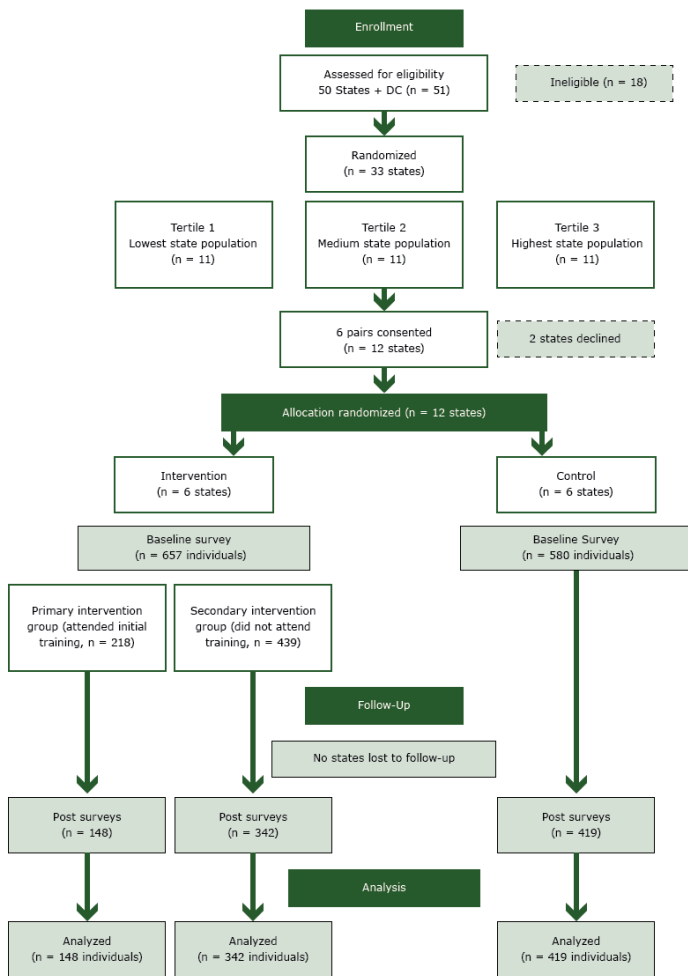 Enrollment
Assessed for eligibility
50 States + DC (n = 51)
Ineligible (n = 18)
Randomized
(n = 33 states)
Tertile 1
Lowest state population
(n = 11)
Tertile 2
Medium state population
(n = 11)
Tertile 3
Highest state population
(n = 11)
6 pairs consented
(n = 12 states)
2 states declined
Allocation randomized (n = 12 states)
Intervention
(n = 6 states)
Control
(n = 6 states)
Baseline survey
(n = 657 individuals)
Baseline Survey
(n = 580 individuals)
Primary intervention
group (attended initial
training, n = 218)
Secondary intervention
group (did not attend
training, n = 439)
Follow-Up
No states lost to follow-up
Post surveys
(n = 148)
Post surveys
(n = 342)
Post surveys
(n = 419)
Analysis
Analyzed
(n = 148 individuals)
Analyzed
(n = 342 individuals)
Analyzed
(n = 419 individuals)